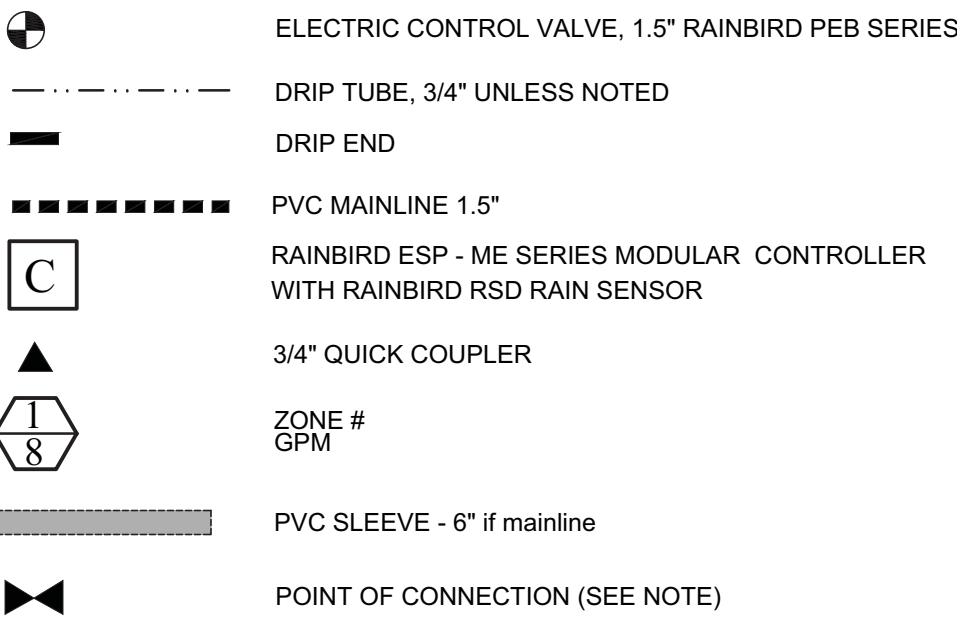 ELECTRIC CONTROL VALVE, 1.5" RAINBIRD PEB SERIES
DRIP TUBE, 3/4" UNLESS NOTED
DRIP END
PVC MAINLINE 1.5"
C
RAINBIRD ESP - ME SERIES MODULAR CONTROLLER
WITH RAINBIRD RSD RAIN SENSOR
3/4" QUICK COUPLER
1
8
ZONE #
GPM
PVC SLEEVE - 6" if mainline
POINT OF CONNECTION (SEE NOTE)